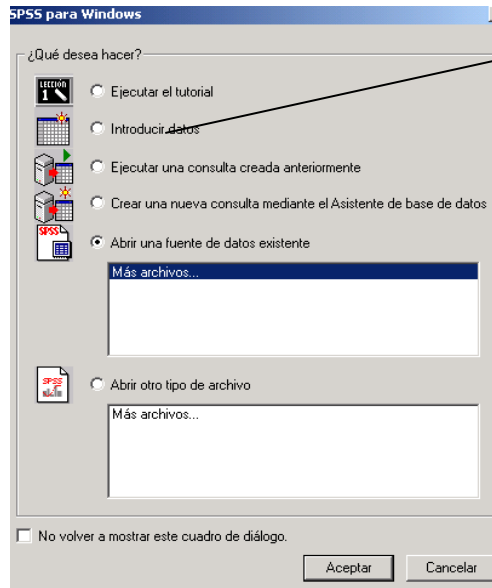 SPSS para Windows
¿Qué desea hacer?
LECCIÓN
1
Ejecutar el tutorial
Introducir datos
Ejecutar una consulta creada anteriormente
Crear una nueva consulta mediante el Asistente de base de datos
SPSS
Abrir una fuente de datos existente
Más archivos...
SPSS
Abrir otro tipo de archivo
Más archivos...
No volver a mostrar este cuadro de diálogo.
Aceptar
Cancelar